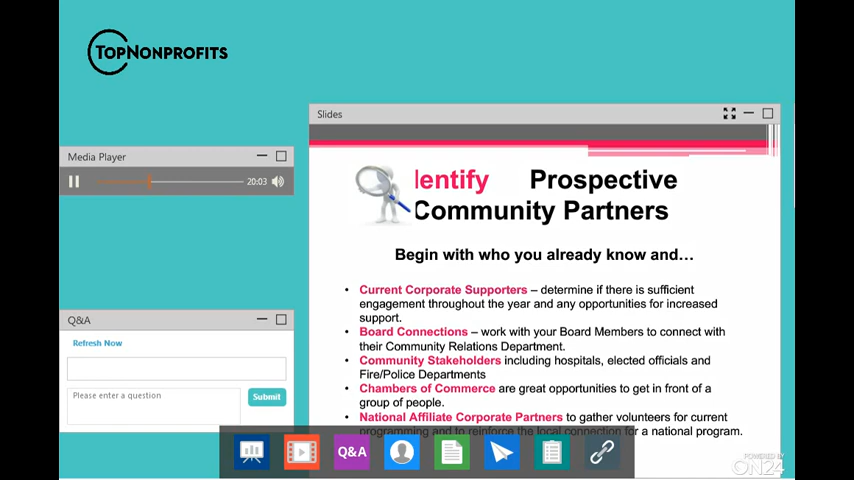 TOPNONPROFITS
Slides
Media Player
20:03
Identify Prospective
Community Partners
Begin with who you already know and…
• Current Corporate Supporters – determine if there is sufficient
engagement throughout the year and any opportunities for increased
support.
• Board Connections – work with your Board Members to connect with
their Community Relations Department.
• Community Stakeholders including hospitals, elected officials and
Fire/Police Departments
• Chambers of Commerce are great opportunities to get in front of a
group of people.
• National Affiliate Corporate Partners to gather volunteers for current
programming and to reinforce the local connection for a national program.
Q&A
Refresh Now
Please enter a question
Submit
Q&A
POWERED BY
ON24